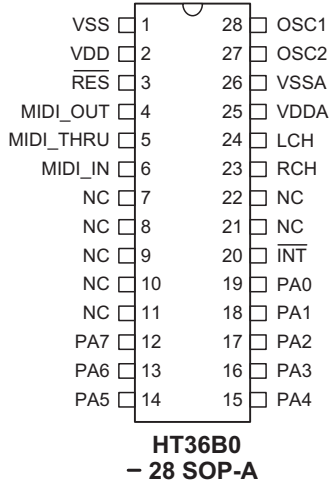 VSS 1 28 OSC1
VDD 2 27 OSC2
R̅E̅S̅ 3 26 VSSA
MIDI_OUT 4 25 VDDA
MIDI_THRU 5 24 LCH
MIDI_IN 6 23 RCH
NC 7 22 NC
NC 8 21 NC
NC 9 20 I̅N̅T̅
NC 10 19 PA0
NC 11 18 PA1
PA7 12 17 PA2
PA6 13 16 PA3
PA5 14 15 PA4
HT36B0
– 28 SOP-A